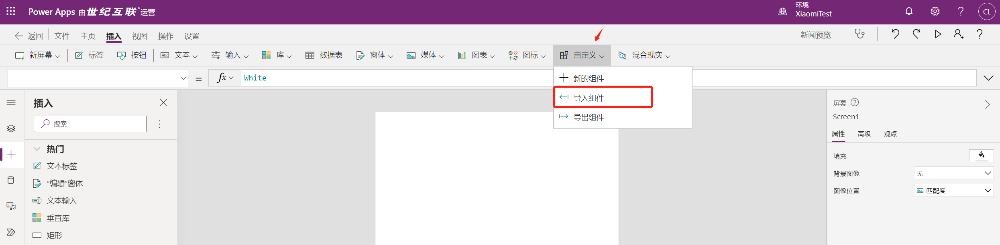 Power Apps 由世纪互联®运营
环境
XiaomiTest
CL
返回 文件 主页 插入 视图 操作 设置
新闻预览
新屏幕 标签 按钮 Abc 文本 输入 库 数据表 窗体 媒体 图表 图标 自定义 混合现实
= fx White
新的组件
导入组件
导出组件
插入
搜索
热门
文本标签
“编辑”窗体
文本输入
垂直库
矩形
屏幕
Screen1
属性 高级 观点
填充
背景图像 无
图像位置 匹配度